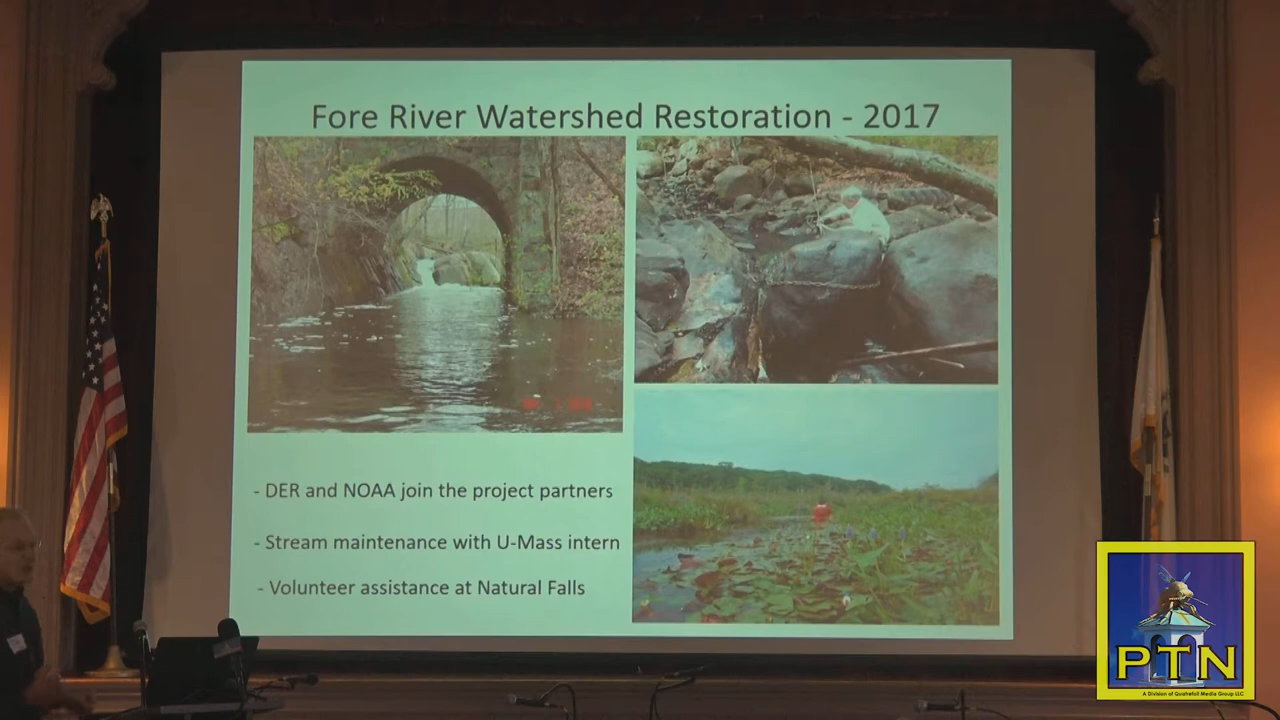 Fore River Watershed Restoration - 2017
- DER and NOAA join the project partners
- Stream maintenance with U-Mass intern
- Volunteer assistance at Natural Falls
PTN
A Division of Quatrefoil Media Group LLC